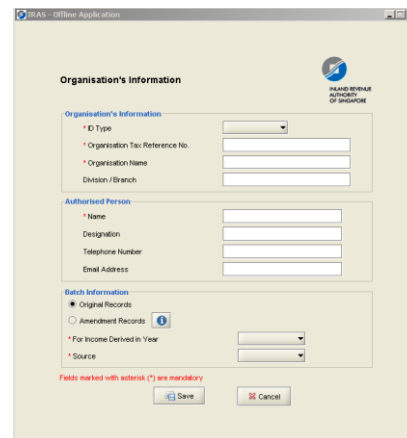 IRAS - Offline Application
Organisation's Information
INLAND REVENUE
AUTHORITY
OF SINGAPORE
Organisation's Information
* ID Type
* Organisation Tax Reference No.
* Organisation Name
Division / Branch
Authorised Person
* Name
Designation
Telephone Number
Email Address
Batch Information
Original Records
Amendment Records
* For Income Derived in Year
* Source
Fields marked with asterisk (*) are mandatory
Save
Cancel